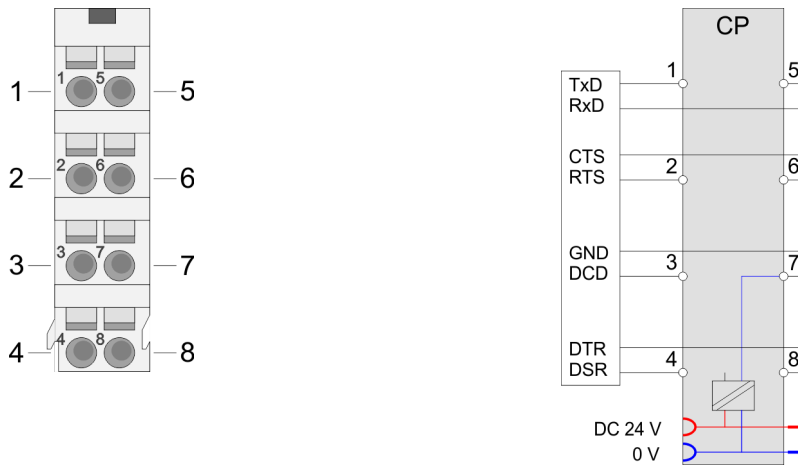 1 5
1 5
2 6
2 6
3 7
3 7
4 8
4 8
CP
1 5
TxD
RxD
CTS
2 6
RTS
GND
3 7
DCD
DTR
4 8
DSR
DC 24 V
0 V